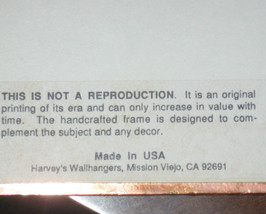 THIS IS NOT A REPRODUCTION. It is an original
printing of its era and can only increase in value with
time. The handcrafted frame is designed to com-
plement the subject and any decor.
Made In USA
Harvey's Wallhangers, Mission Viejo, CA 92691